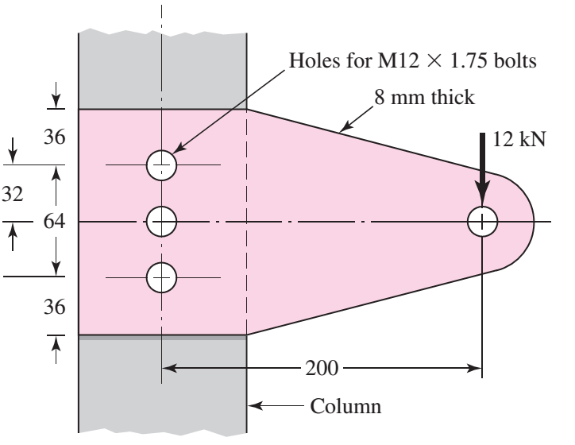 Holes for M12 × 1.75 bolts
8 mm thick
36
12 kN
32
64
36
200
Column